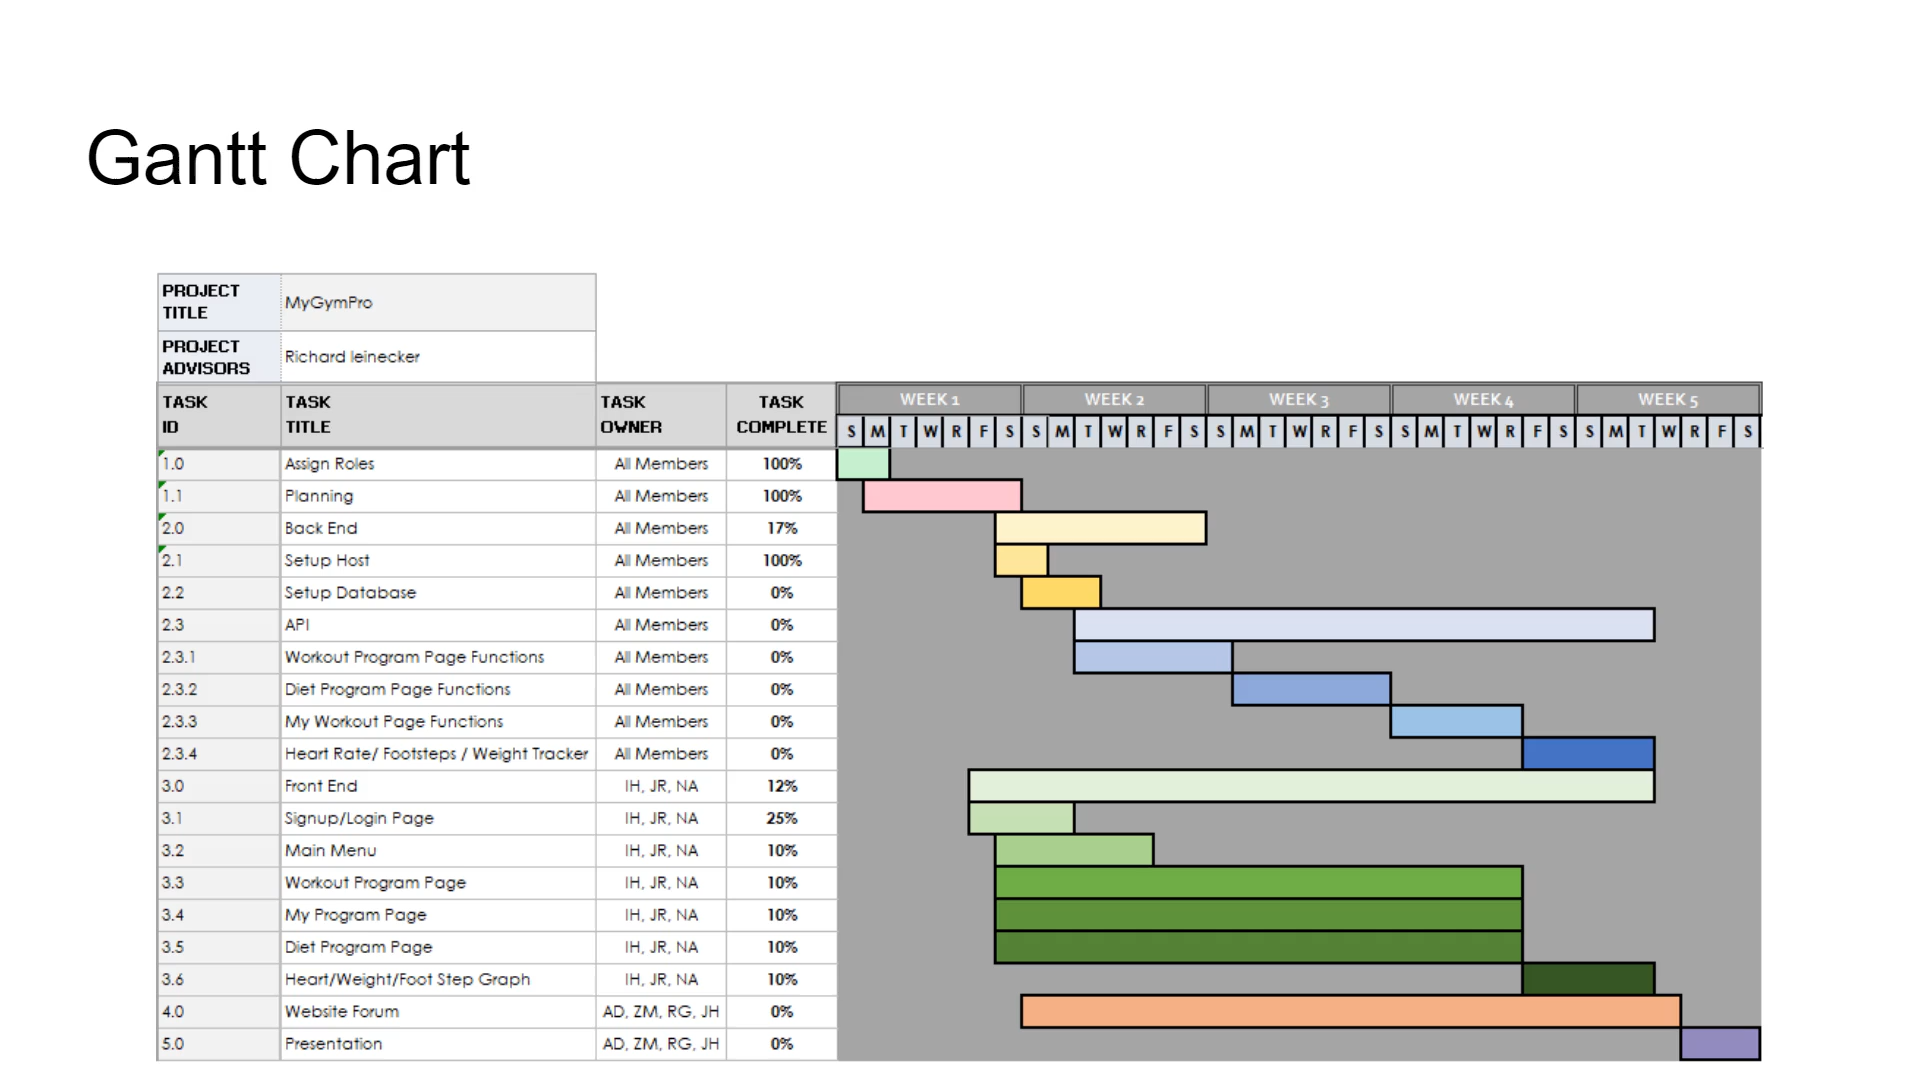 Gantt Chart
PROJECT TITLE MyGymPro
PROJECT ADVISORS Richard leinecker
TASK ID TASK TITLE TASK OWNER TASK COMPLETE WEEK 1 WEEK 2 WEEK 3 WEEK 4 WEEK 5
S M T W R F S S M T W R F S S M T W R F S S M T W R F S S M T W R F S
1.0 Assign Roles All Members 100%
1.1 Planning All Members 100%
2.0 Back End All Members 17%
2.1 Setup Host All Members 100%
2.2 Setup Database All Members 0%
2.3 API All Members 0%
2.3.1 Workout Program Page Functions All Members 0%
2.3.2 Diet Program Page Functions All Members 0%
2.3.3 My Workout Page Functions All Members 0%
2.3.4 Heart Rate/ Footsteps / Weight Tracker All Members 0%
3.0 Front End IH, JR, NA 12%
3.1 Signup/Login Page IH, JR, NA 25%
3.2 Main Menu IH, JR, NA 10%
3.3 Workout Program Page IH, JR, NA 10%
3.4 My Program Page IH, JR, NA 10%
3.5 Diet Program Page IH, JR, NA 10%
3.6 Heart/Weight/Foot Step Graph IH, JR, NA 10%
4.0 Website Forum AD, ZM, RG, JH 0%
5.0 Presentation AD, ZM, RG, JH 0%